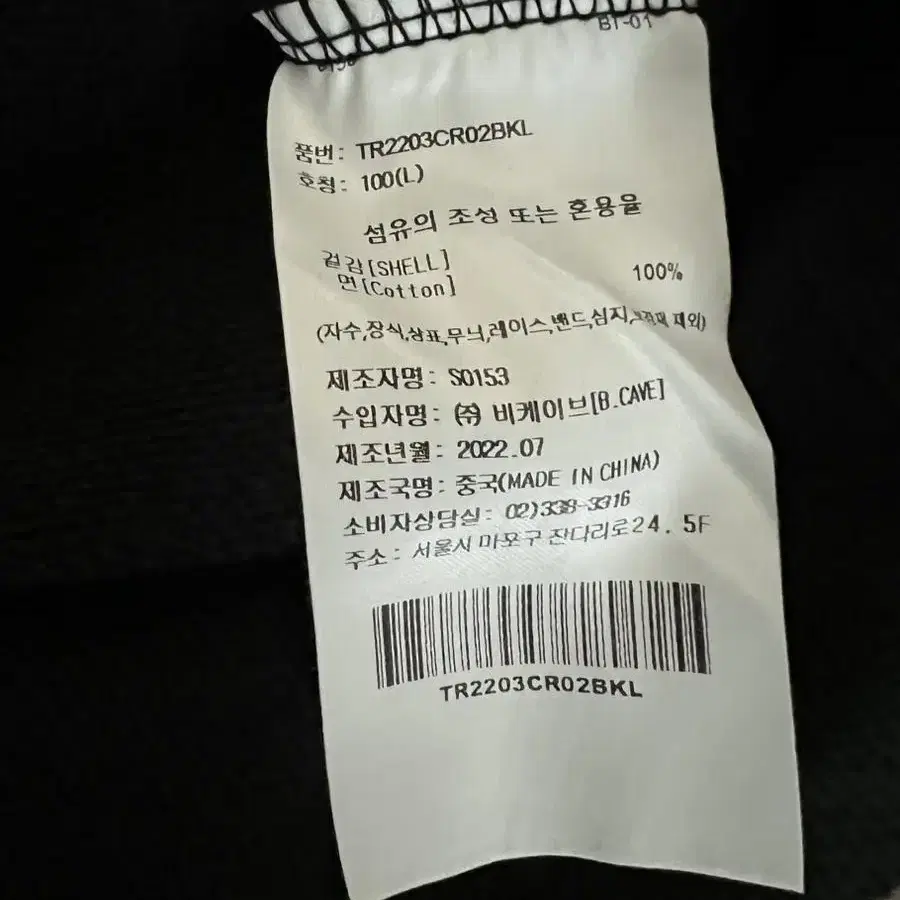 BT-01
품번: TR2203CR02BKL
호칭: 100(L)
섬유의 조성 또는 혼용율
겉감[SHELL]
면[Cotton] 100%
(자수,장식,상표,무늬,레이스,밴드,심지, 제외)
제조자명: S0153
수입자명: ㈜ 비케이브[B.CAVE]
제조년월: 2022.07
제조국명: 중국(MADE IN CHINA)
소비자상담실: 02)338-3316
주소: 서울시 마포구 잔다리로24. 5F
TR2203CR02BKL